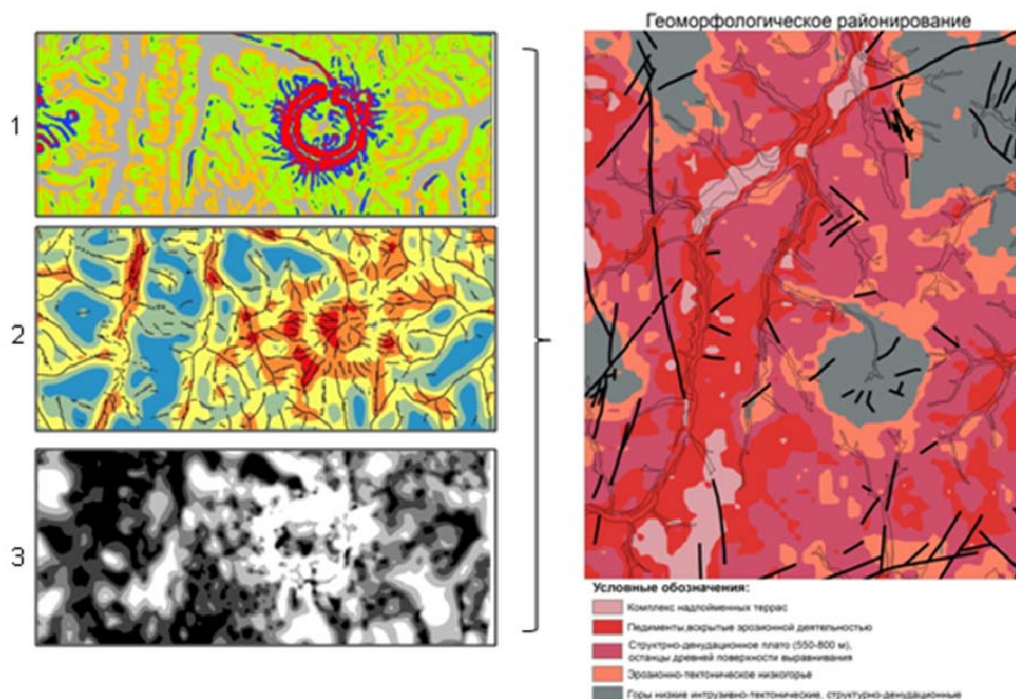 Геоморфологическое районирование
1
2
3
Условные обозначения:
Комплекс надпойменных террас
Педименты,вскрытые эрозионной деятельностью
Структрно-денудационное плато (550-800 м),
останцы древней поверхности выравнивания
Эрозионно-тектоническое низкогорье
Горы низкие интрузивно-тектонические, структурно-денудационные